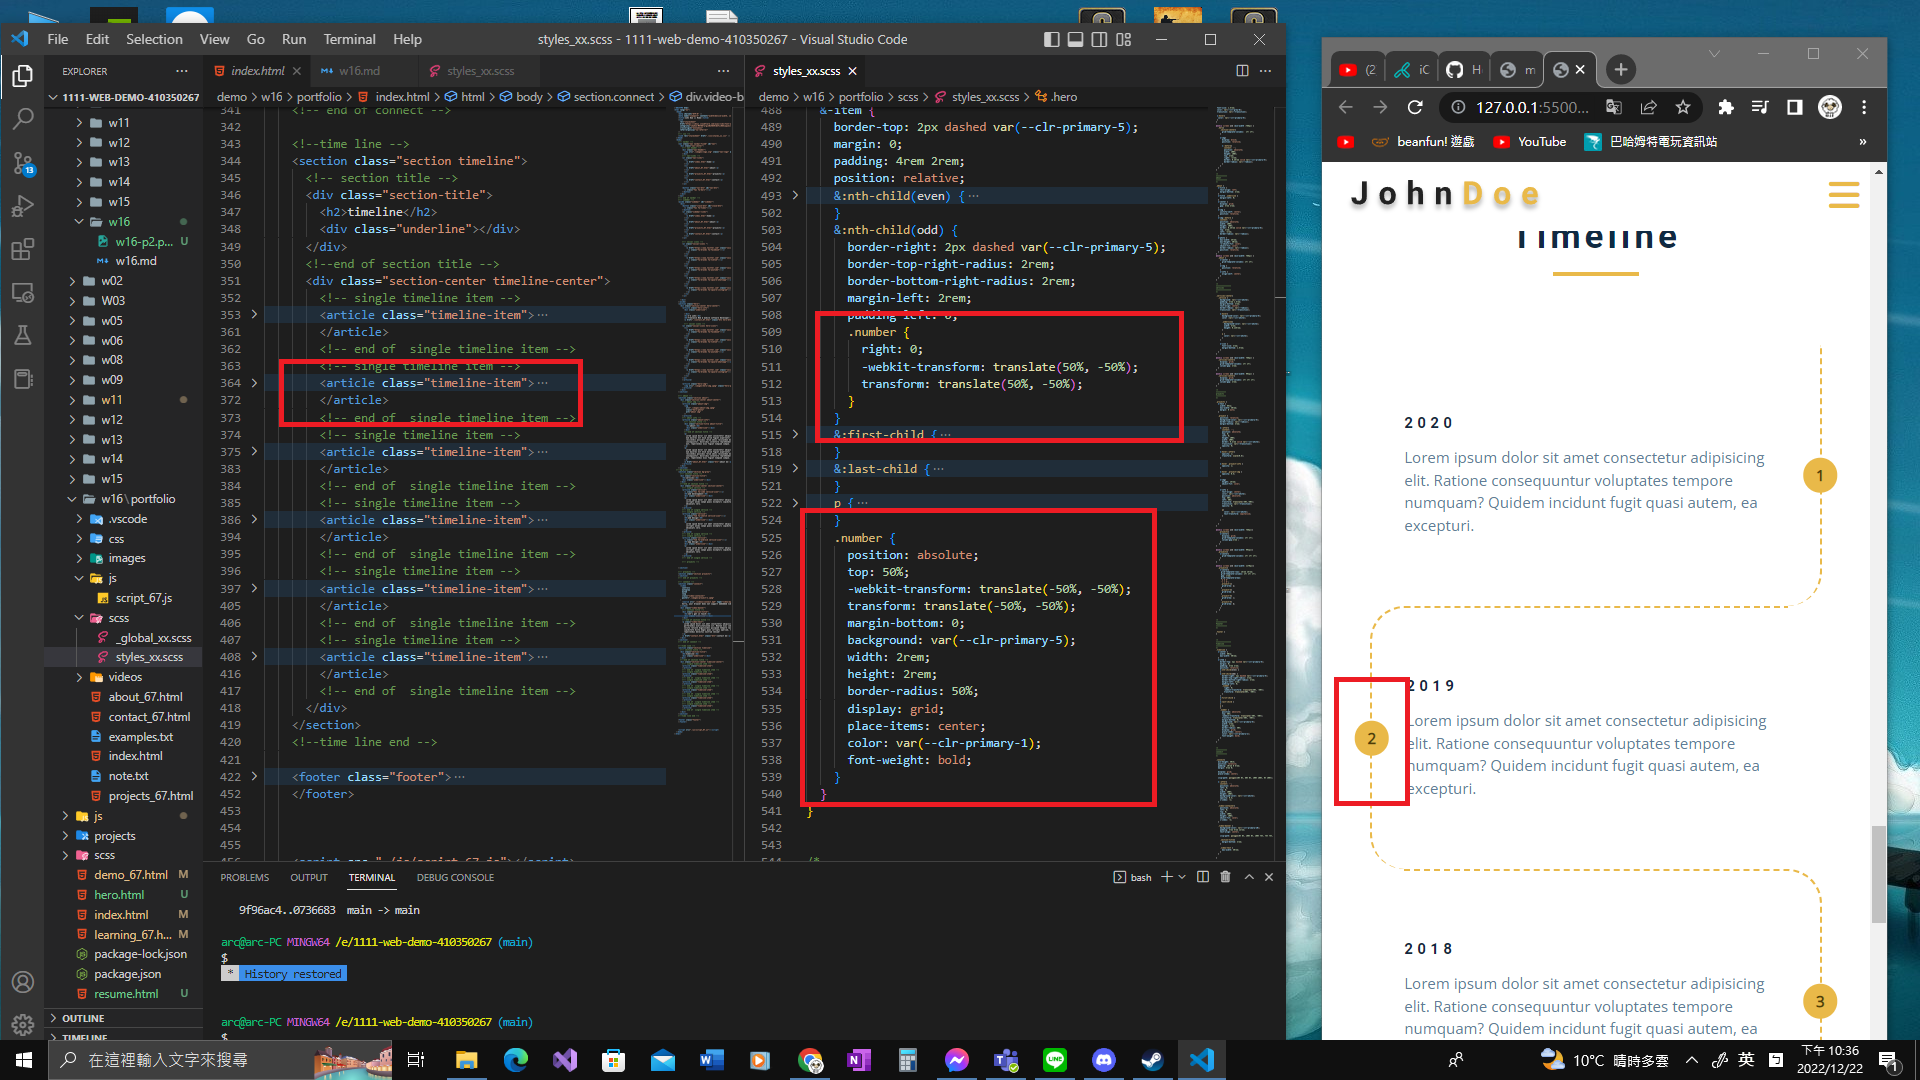 File Edit Selection View Go Run Terminal Help
styles_xx.scss - 1111-web-demo-410350267 - Visual Studio Code
EXPLORER
1111-WEB-DEMO-410350267
w11
w12
w13
w14
w15
w16
w16-p2.p... U
w16.md
w02
W03
w05
w06
w08
w09
w11
w12
w13
w14
w15
w16\portfolio
.vscode
css
images
js
script_67.js
scss
_global_xx.scss
styles_xx.scss
videos
about_67.html
contact_67.html
examples.txt
index.html
note.txt
projects_67.html
js
projects
scss
demo_67.html M
hero.html U
index.html M
learning_67.h... M
package-lock.json
package.json
resume.html U
OUTLINE
TIMELINE
index.html w16.md styles_xx.scss
demo > w16 > portfolio > index.html > html > body > section.connect > div.video-b
341 <!-- end of connect -->
342
343 <!--time line -->
344 <section class="section timeline">
345 <!-- section title -->
346 <div class="section-title">
347 <h2>timeline</h2>
348 <div class="underline"></div>
349 </div>
350 <!--end of section title -->
351 <div class="section-center timeline-center">
352 <!-- single timeline item -->
353 <article class="timeline-item">...
361 </article>
362 <!-- end of  single timeline item -->
363 <!-- single timeline item -->
364 <article class="timeline-item">...
372 </article>
373 <!-- end of  single timeline item -->
374 <!-- single timeline item -->
375 <article class="timeline-item">...
383 </article>
384 <!-- end of  single timeline item -->
385 <!-- single timeline item -->
386 <article class="timeline-item">...
394 </article>
395 <!-- end of  single timeline item -->
396 <!-- single timeline item -->
397 <article class="timeline-item">...
405 </article>
406 <!-- end of  single timeline item -->
407 <!-- single timeline item -->
408 <article class="timeline-item">...
416 </article>
417 <!-- end of  single timeline item -->
418 </div>
419 </section>
420 <!--time line end -->
421
422 <footer class="footer">...
452 </footer>
453
454
455
456 <script src="./js/script_67.js"></script>
styles_xx.scss
demo > w16 > portfolio > scss > styles_xx.scss > .hero
488 &-item {
489 border-top: 2px dashed var(--clr-primary-5);
490 margin: 0;
491 padding: 4rem 2rem;
492 position: relative;
493 &:nth-child(even) {...
502 }
503 &:nth-child(odd) {
504 border-right: 2px dashed var(--clr-primary-5);
505 border-top-right-radius: 2rem;
506 border-bottom-right-radius: 2rem;
507 margin-left: 2rem;
508 padding-left: 0;
509 .number {
510 right: 0;
511 -webkit-transform: translate(50%, -50%);
512 transform: translate(50%, -50%);
513 }
514 }
515 &:first-child {...
518 }
519 &:last-child {...
521 }
522 p {...
524 }
525 .number {
526 position: absolute;
527 top: 50%;
528 -webkit-transform: translate(-50%, -50%);
529 transform: translate(-50%, -50%);
530 margin-bottom: 0;
531 background: var(--clr-primary-5);
532 width: 2rem;
533 height: 2rem;
534 border-radius: 50%;
535 display: grid;
536 place-items: center;
537 color: var(--clr-primary-1);
538 font-weight: bold;
539 }
540 }
541 }
542
543
544 /*
PROBLEMS OUTPUT TERMINAL DEBUG CONSOLE
bash
9f96ac4..0736683  main -> main
arc@arc-PC MINGW64 /e/1111-web-demo-410350267 (main)
$
* History restored
arc@arc-PC MINGW64 /e/1111-web-demo-410350267 (main)
$
(2 iC H m
127.0.0.1:5500...
beanfun! 遊戲 YouTube 巴哈姆特電玩資訊站 »
JohnDoe
Timeline
2020
Lorem ipsum dolor sit amet consectetur adipisicing
elit. Ratione consequuntur voluptates tempore
numquam? Quidem incidunt fugit quasi autem, ea
excepturi.
1
2019
Lorem ipsum dolor sit amet consectetur adipisicing
elit. Ratione consequuntur voluptates tempore
numquam? Quidem incidunt fugit quasi autem, ea
excepturi.
2
2018
Lorem ipsum dolor sit amet consectetur adipisicing
elit. Ratione consequuntur voluptates tempore
numquam? Quidem incidunt fugit quasi autem, ea
3
在這裡輸入文字來搜尋
10°C 晴時多雲
英
下午 10:36
2022/12/22
1